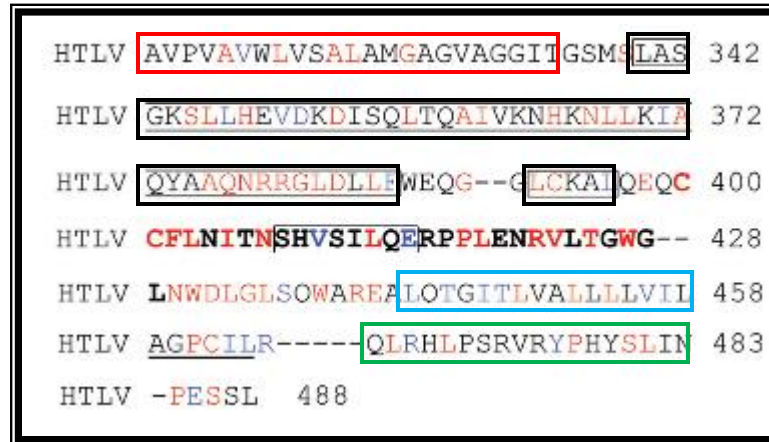 HTLV AVPVAVWLVSALAMGAGVAGGITGSMSLAS 342
HTLV GKSLLHEVDKDISQLTQAIVKNHKNLLKIA 372
HTLV QYAAQNRRGLDLLFWEQG--GLCKALQEQC 400
HTLV CFLNITNSHVSILQERPPLENRVLTGWG-- 428
HTLV LNWDLGLSQWAREALQTGITLVALLLLVIL 458
HTLV AGPCILR-----QLRHLPSRVRYPHYSLIN 483
HTLV -PESSL 488